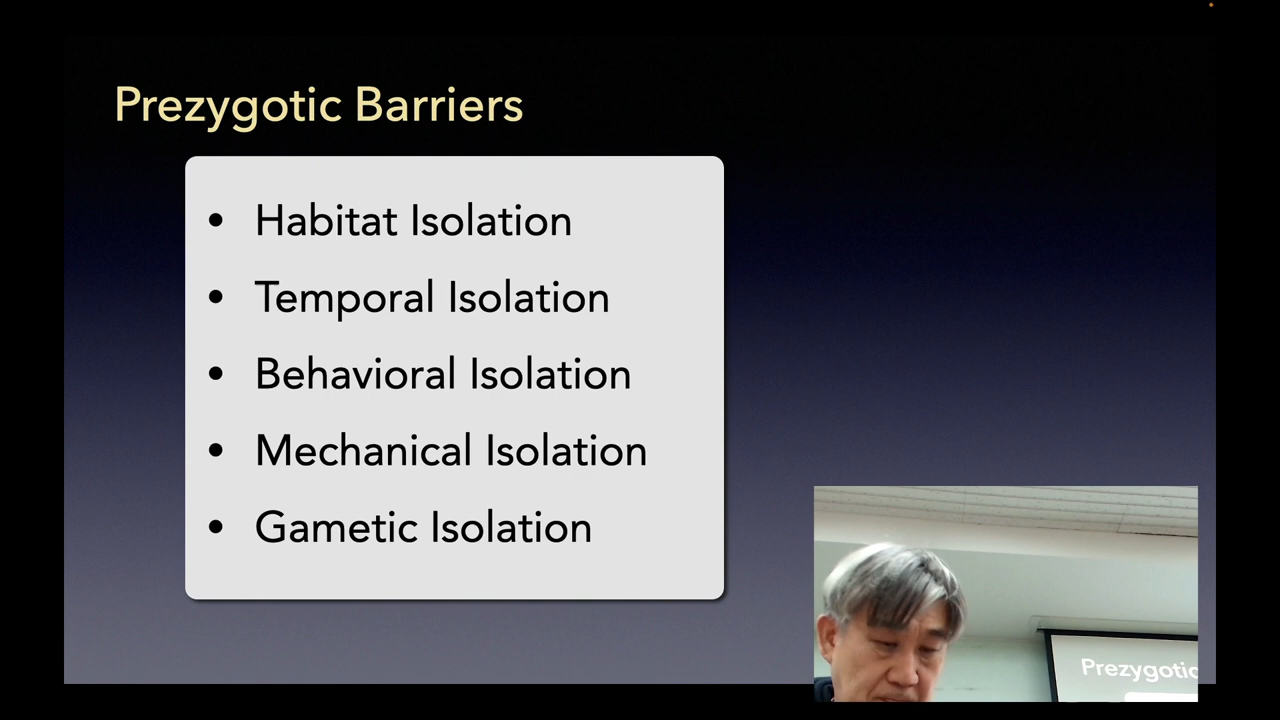 Prezygotic Barriers
• Habitat Isolation
• Temporal Isolation
• Behavioral Isolation
• Mechanical Isolation
• Gametic Isolation
Prezygotic